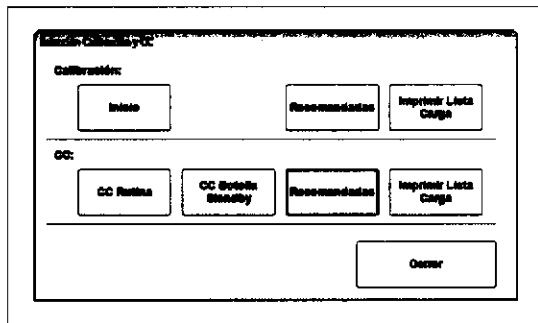 Calibración:
Inicio
Recomendadas
Imprimir Lista
Carga
CC:
CC Rutina
CC Botella
Standby
Recomendadas
Imprimir Lista
Carga
Cerrar